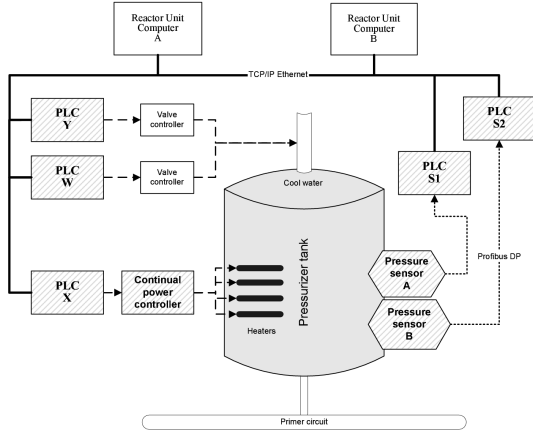 Reactor Unit
Computer
A
Reactor Unit
Computer
B
TCP/IP Ethernet
PLC
Y
Valve
controller
PLC
S2
PLC
W
Valve
controller
PLC
S1
Cool water
Pressurizer tank
Pressure
sensor
A
Profibus DP
PLC
X
Continual
power
controller
Heaters
Pressure
sensor
B
Primer circuit